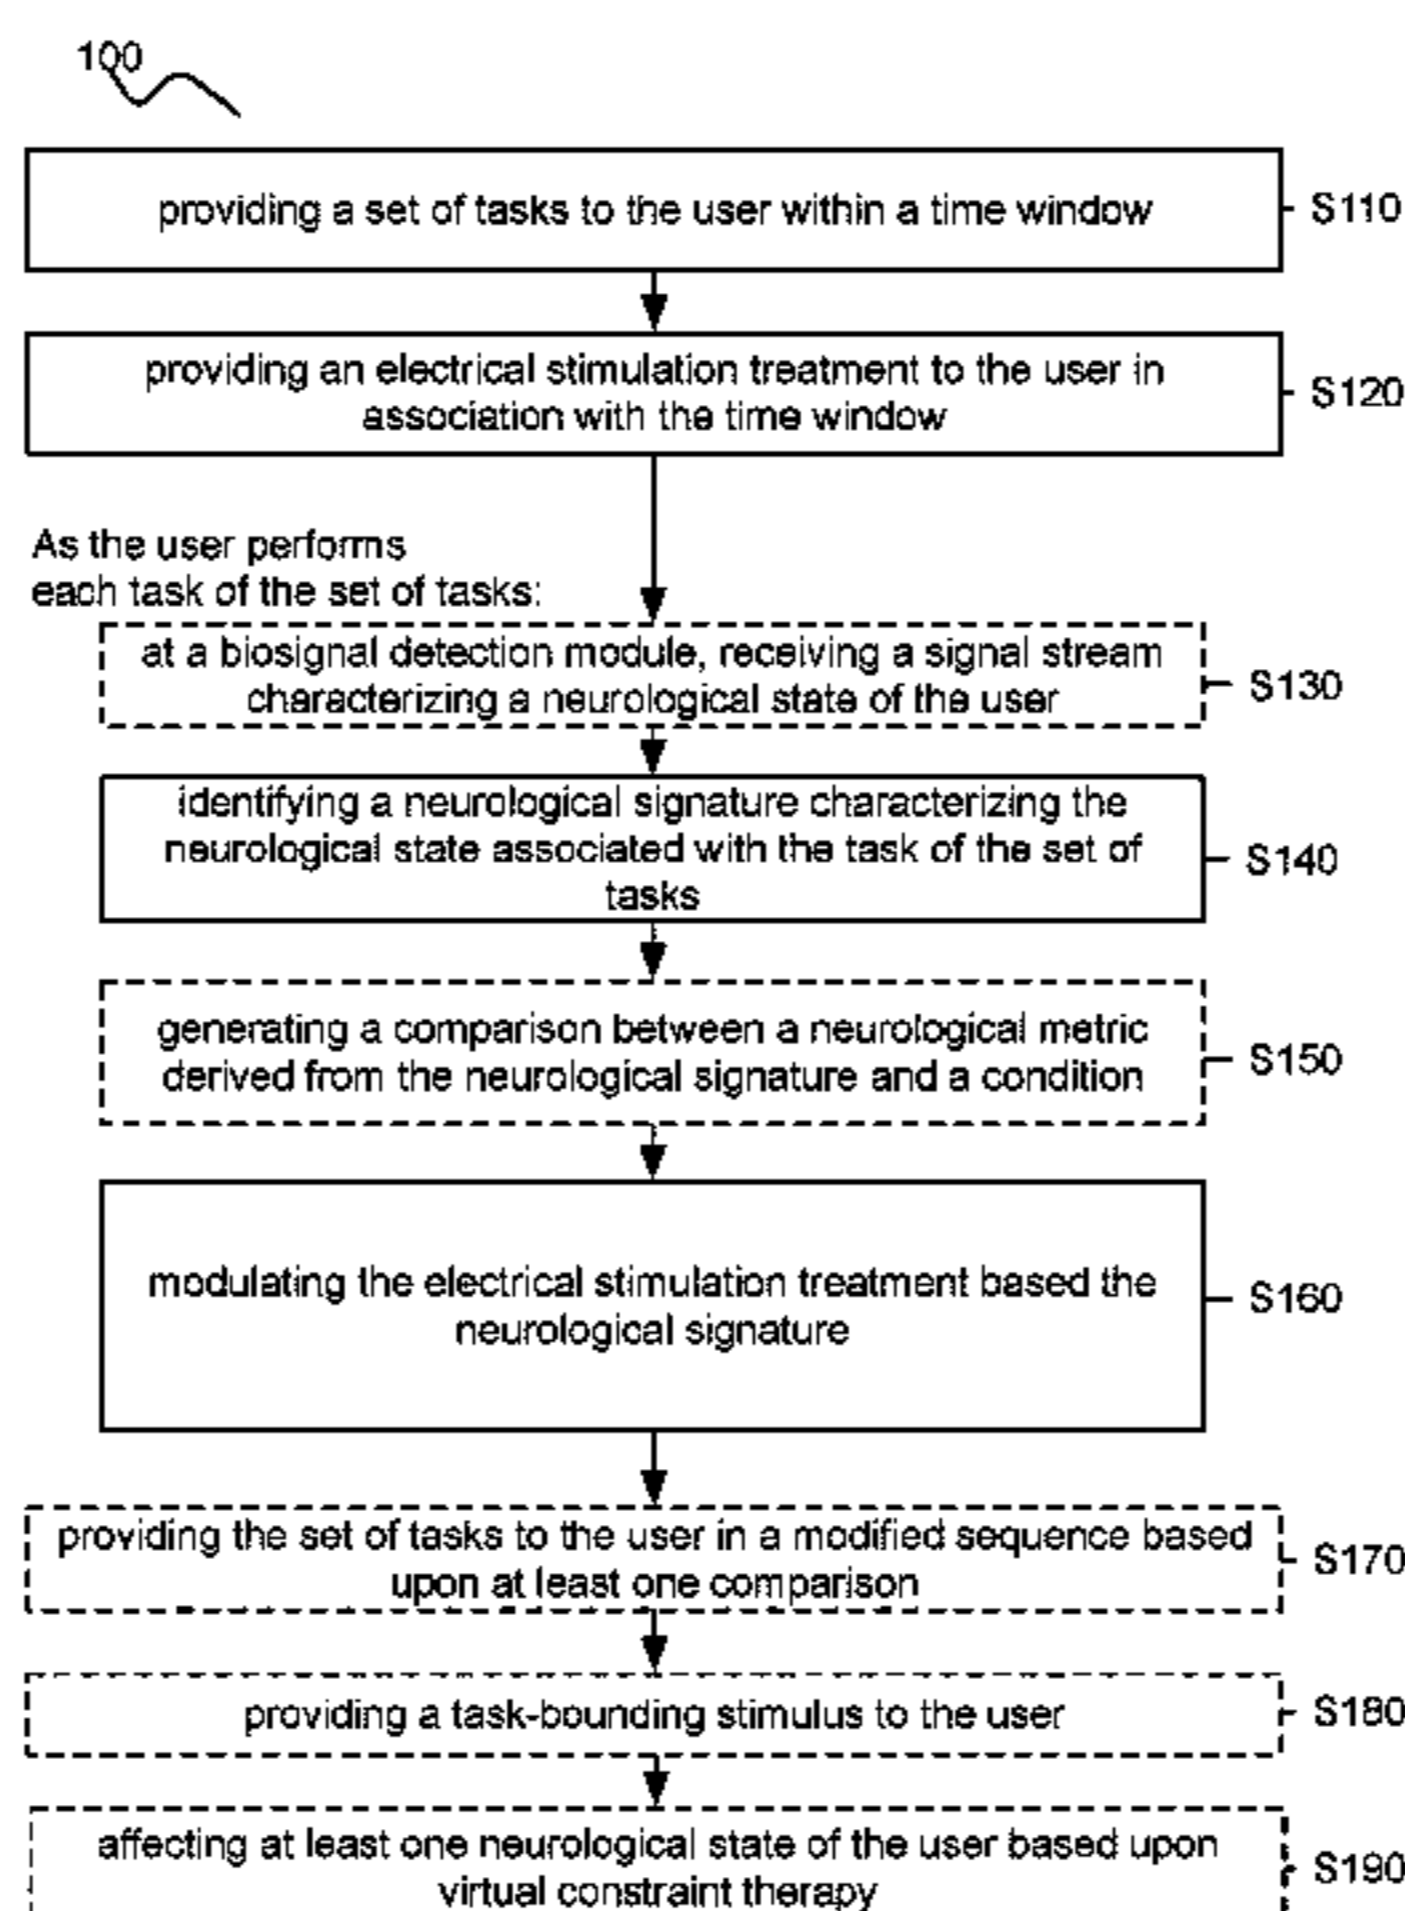 100
providing a set of tasks to the user within a time window
S110
providing an electrical stimulation treatment to the user in
association with the time window
S120
As the user performs
each task of the set of tasks:
at a biosignal detection module, receiving a signal stream
characterizing a neurological state of the user
S130
identifying a neurological signature characterizing the
neurological state associated with the task of the set of
tasks
S140
generating a comparison between a neurological metric
derived from the neurological signature and a condition
S150
modulating the electrical stimulation treatment based the
neurological signature
S160
providing the set of tasks to the user in a modified sequence based
upon at least one comparison
S170
providing a task-bounding stimulus to the user
S180
affecting at least one neurological state of the user based upon
virtual constraint therapy
S190